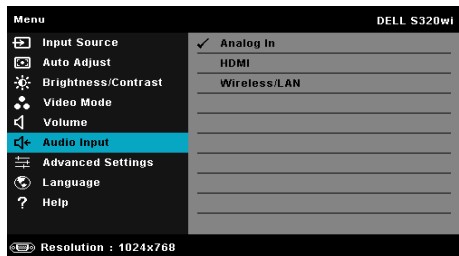 Menu DELL S320wi
Input Source
Auto Adjust
Brightness/Contrast
Video Mode
Volume
Audio Input
Advanced Settings
Language
? Help
Analog In
HDMI
Wireless/LAN
Resolution : 1024x768